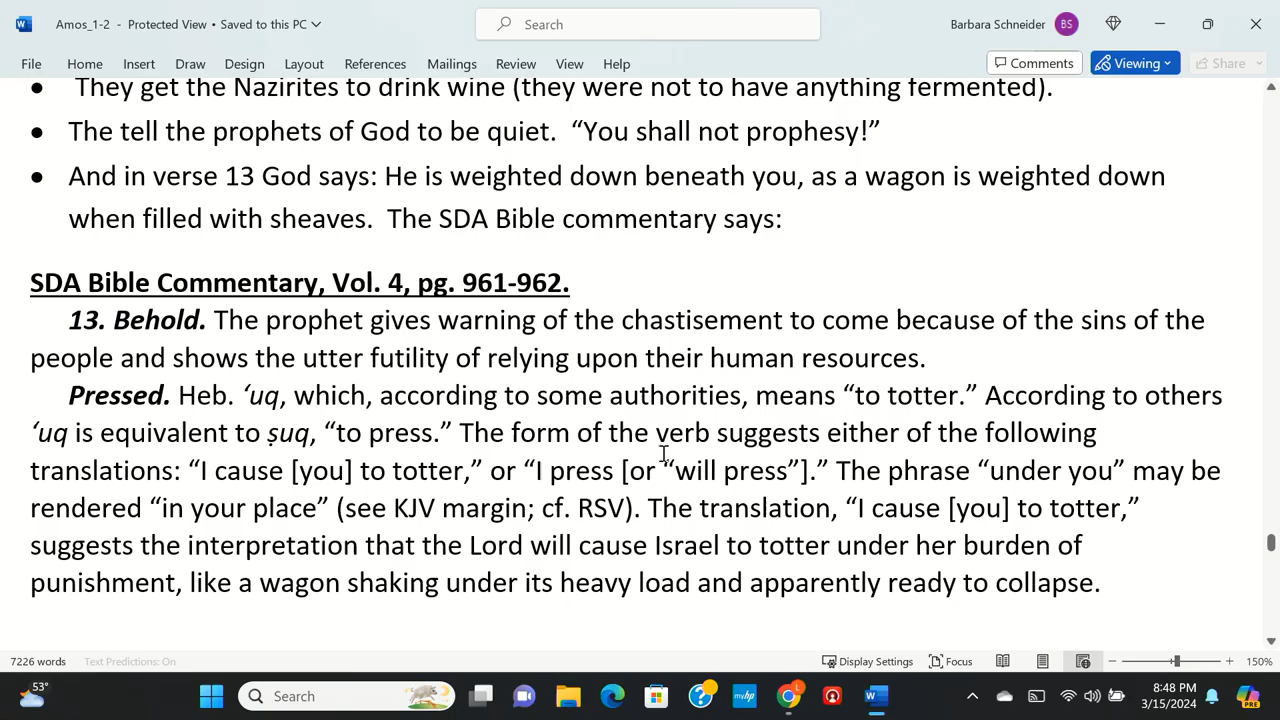 Amos_1-2 - Protected View • Saved to this PC
Search
Barbara Schneider
BS
File Home Insert Draw Design Layout References Mailings Review View Help
Comments Viewing Share
• They get the Nazirites to drink wine (they were not to have anything fermented).
• The tell the prophets of God to be quiet. “You shall not prophesy!”
• And in verse 13 God says: He is weighted down beneath you, as a wagon is weighted down
when filled with sheaves. The SDA Bible commentary says:
SDA Bible Commentary, Vol. 4, pg. 961-962.
13. Behold. The prophet gives warning of the chastisement to come because of the sins of the
people and shows the utter futility of relying upon their human resources.
Pressed. Heb. ‘uq, which, according to some authorities, means “to totter.” According to others
‘uq is equivalent to ṣuq, “to press.” The form of the verb suggests either of the following
translations: “I cause [you] to totter,” or “I press [or “will press”].” The phrase “under you” may be
rendered “in your place” (see KJV margin; cf. RSV). The translation, “I cause [you] to totter,”
suggests the interpretation that the Lord will cause Israel to totter under her burden of
punishment, like a wagon shaking under its heavy load and apparently ready to collapse.
7226 words Text Predictions: On Display Settings Focus 150%
53°
Search
hp
L
W
8:48 PM
3/15/2024
PRE